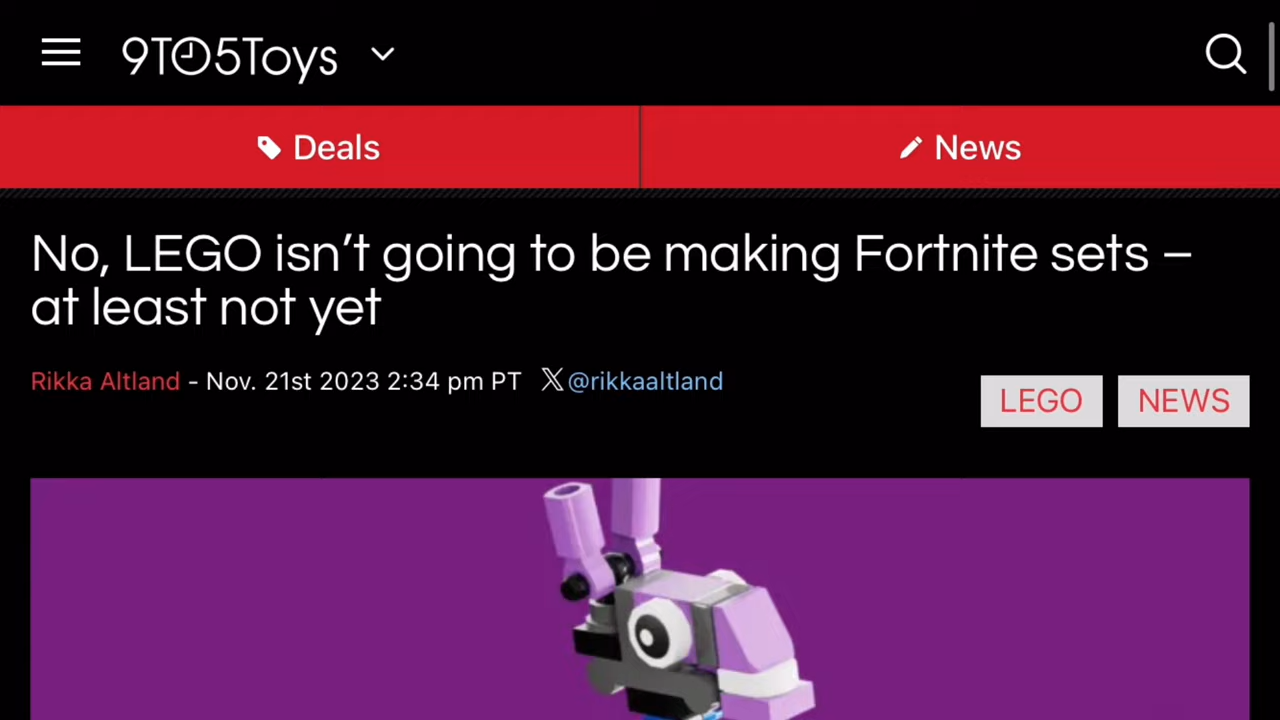 9TO5Toys
Deals
News
No, LEGO isn’t going to be making Fortnite sets –
at least not yet
Rikka Altland - Nov. 21st 2023 2:34 pm PT X @rikkaaltland
LEGO NEWS